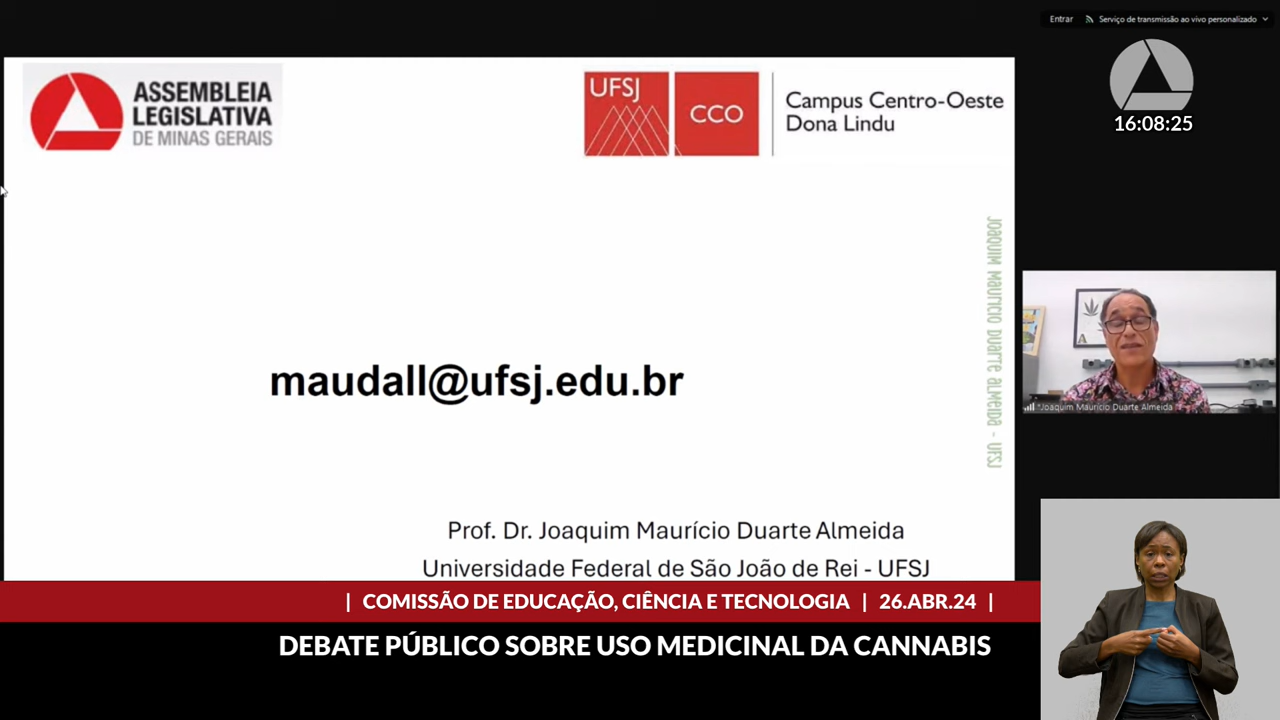 Entrar
Serviço de transmissão ao vivo personalizado
ASSEMBLEIA
LEGISLATIVA
DE MINAS GERAIS
UFSJ
CCO
Campus Centro-Oeste
Dona Lindu
16:08:25
JOAQUIM MAURÍCIO DUARTE ALMEIDA - UFSJ
maudall@ufsj.edu.br
Joaquim Maurício Duarte Almeida
Prof. Dr. Joaquim Maurício Duarte Almeida
Universidade Federal de São João de Rei - UFSJ
| COMISSÃO DE EDUCAÇÃO, CIÊNCIA E TECNOLOGIA | 26.ABR.24 |
DEBATE PÚBLICO SOBRE USO MEDICINAL DA CANNABIS